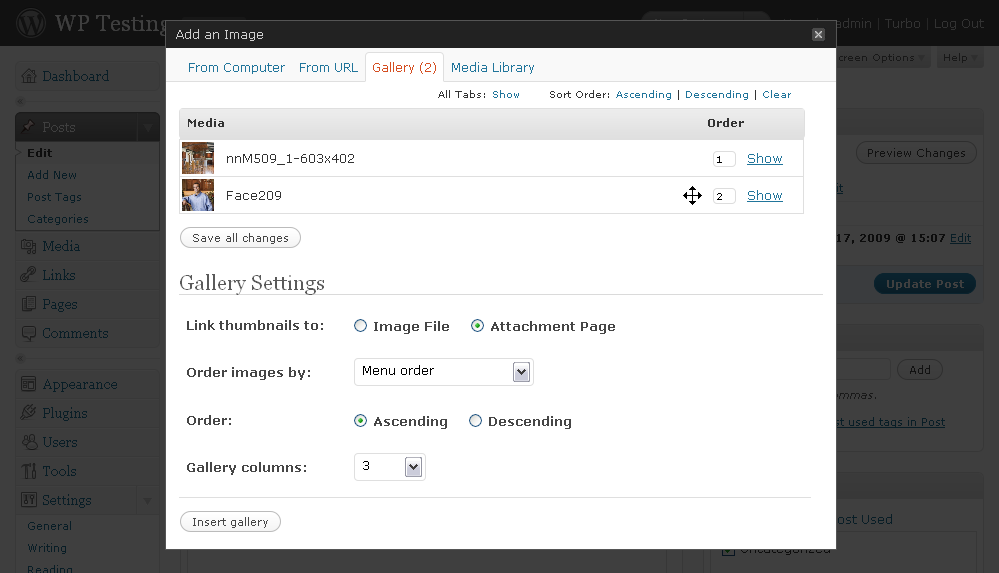 WP Testing
admin | Turbo | Log Out
Add an Image
From Computer From URL Gallery (2) Media Library
Screen Options Help
All Tabs: Show Sort Order: Ascending | Descending | Clear
Media Order
nnM509_1-603x402 1 Show
Face209 2 Show
Save all changes
Gallery Settings
Link thumbnails to: Image File Attachment Page
Order images by: Menu order
Order: Ascending Descending
Gallery columns: 3
Insert gallery
Dashboard
Posts
Edit
Add New
Post Tags
Categories
Media
Links
Pages
Comments
Appearance
Plugins
Users
Tools
Settings
General
Writing
Reading
Preview Changes
17, 2009 @ 15:07 Edit
Update Post
Add
used tags in Post
Used
Uncategorized